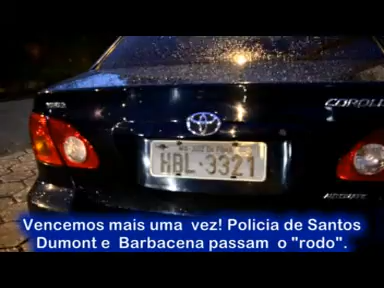 COROLLA
HBL 3321
Vencemos mais uma vez! Policia de Santos
Dumont e Barbacena passam o "rodo".